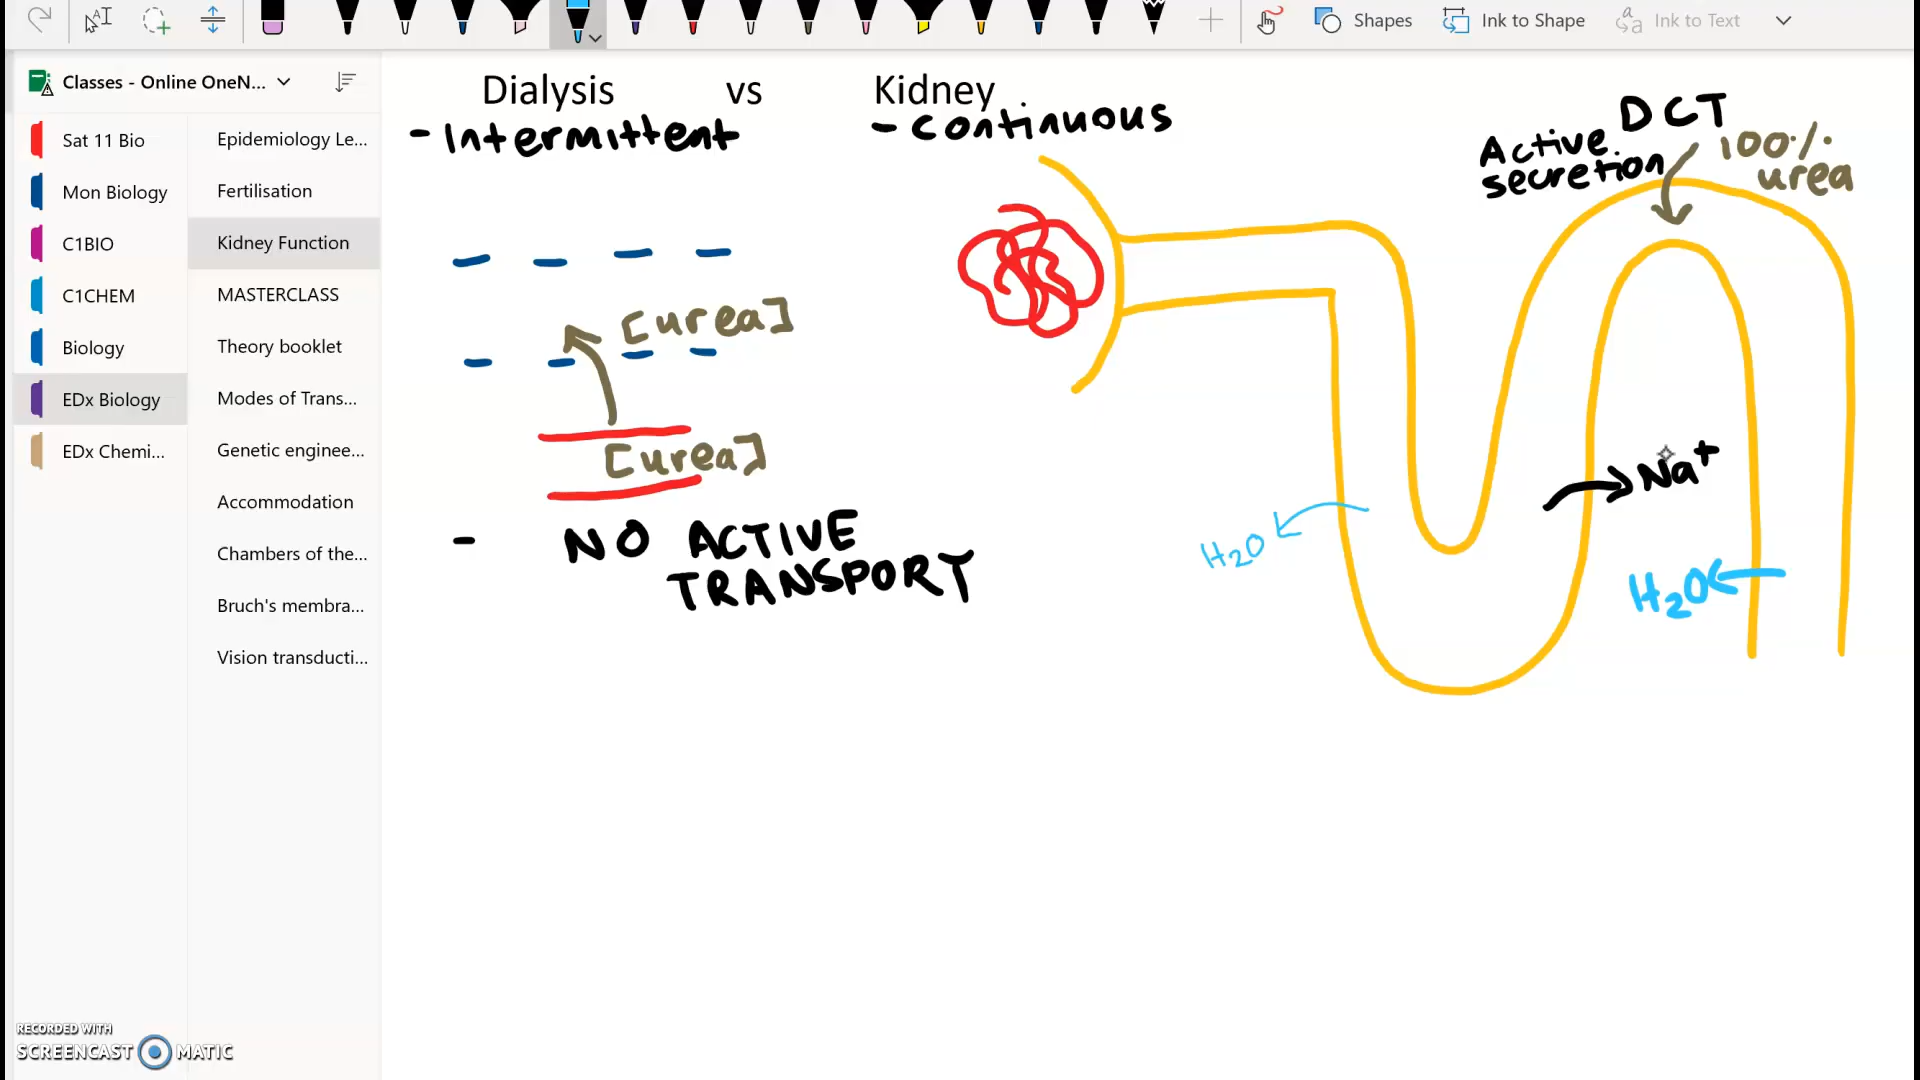 Shapes
Ink to Shape
Ink to Text
Classes - Online OneN...
Sat 11 Bio
Mon Biology
C1BIO
C1CHEM
Biology
EDx Biology
EDx Chemi...
Epidemiology Le...
Fertilisation
Kidney Function
MASTERCLASS
Theory booklet
Modes of Trans...
Genetic enginee...
Accommodation
Chambers of the...
Bruch's membra...
Vision transducti...
Dialysis vs Kidney
- Intermittent
- Continuous
[urea]
[urea]
- NO ACTIVE
TRANSPORT
DCT
Active
secretion
100%
urea
Na+
H2O
H2O
RECORDED WITH
SCREENCAST MATIC